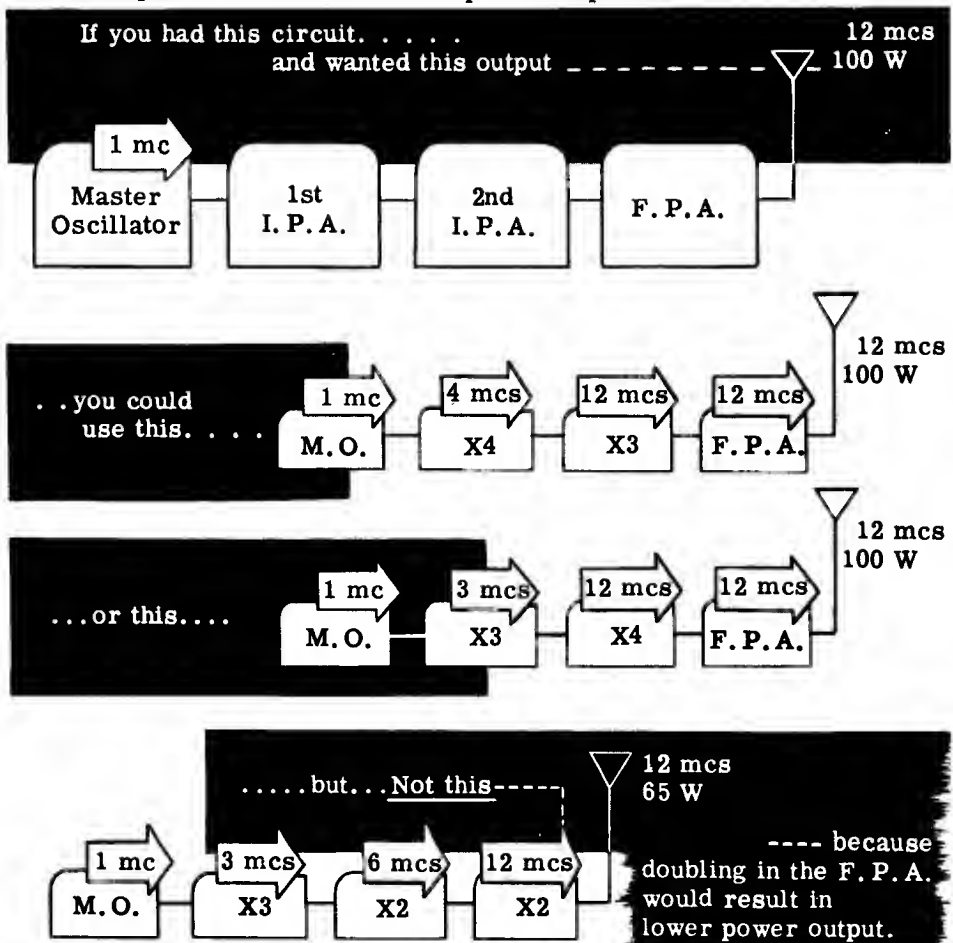 If you had this circuit. . . . .
and wanted this output
12 mcs
100 W
1 mc
Master
Oscillator
1st
I. P. A.
2nd
I. P. A.
F. P. A.
. . you could
use this. . . .
1 mc
4 mcs
12 mcs
12 mcs
M. O.
X4
X3
F. P. A.
12 mcs
100 W
...or this....
1 mc
3 mcs
12 mcs
12 mcs
M. O.
X3
X4
F. P. A.
12 mcs
100 W
.....but...Not this-----
12 mcs
65 W
1 mc
3 mcs
6 mcs
12 mcs
M. O.
X3
X2
X2
---- because
doubling in the F. P. A.
would result in
lower power output.